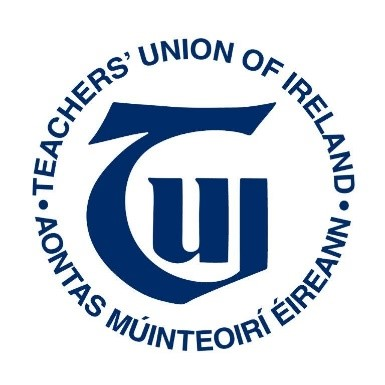 TEACHERS' UNION OF IRELAND
TUI
• AONTAS MÚINTEOIRÍ ÉIREANN •